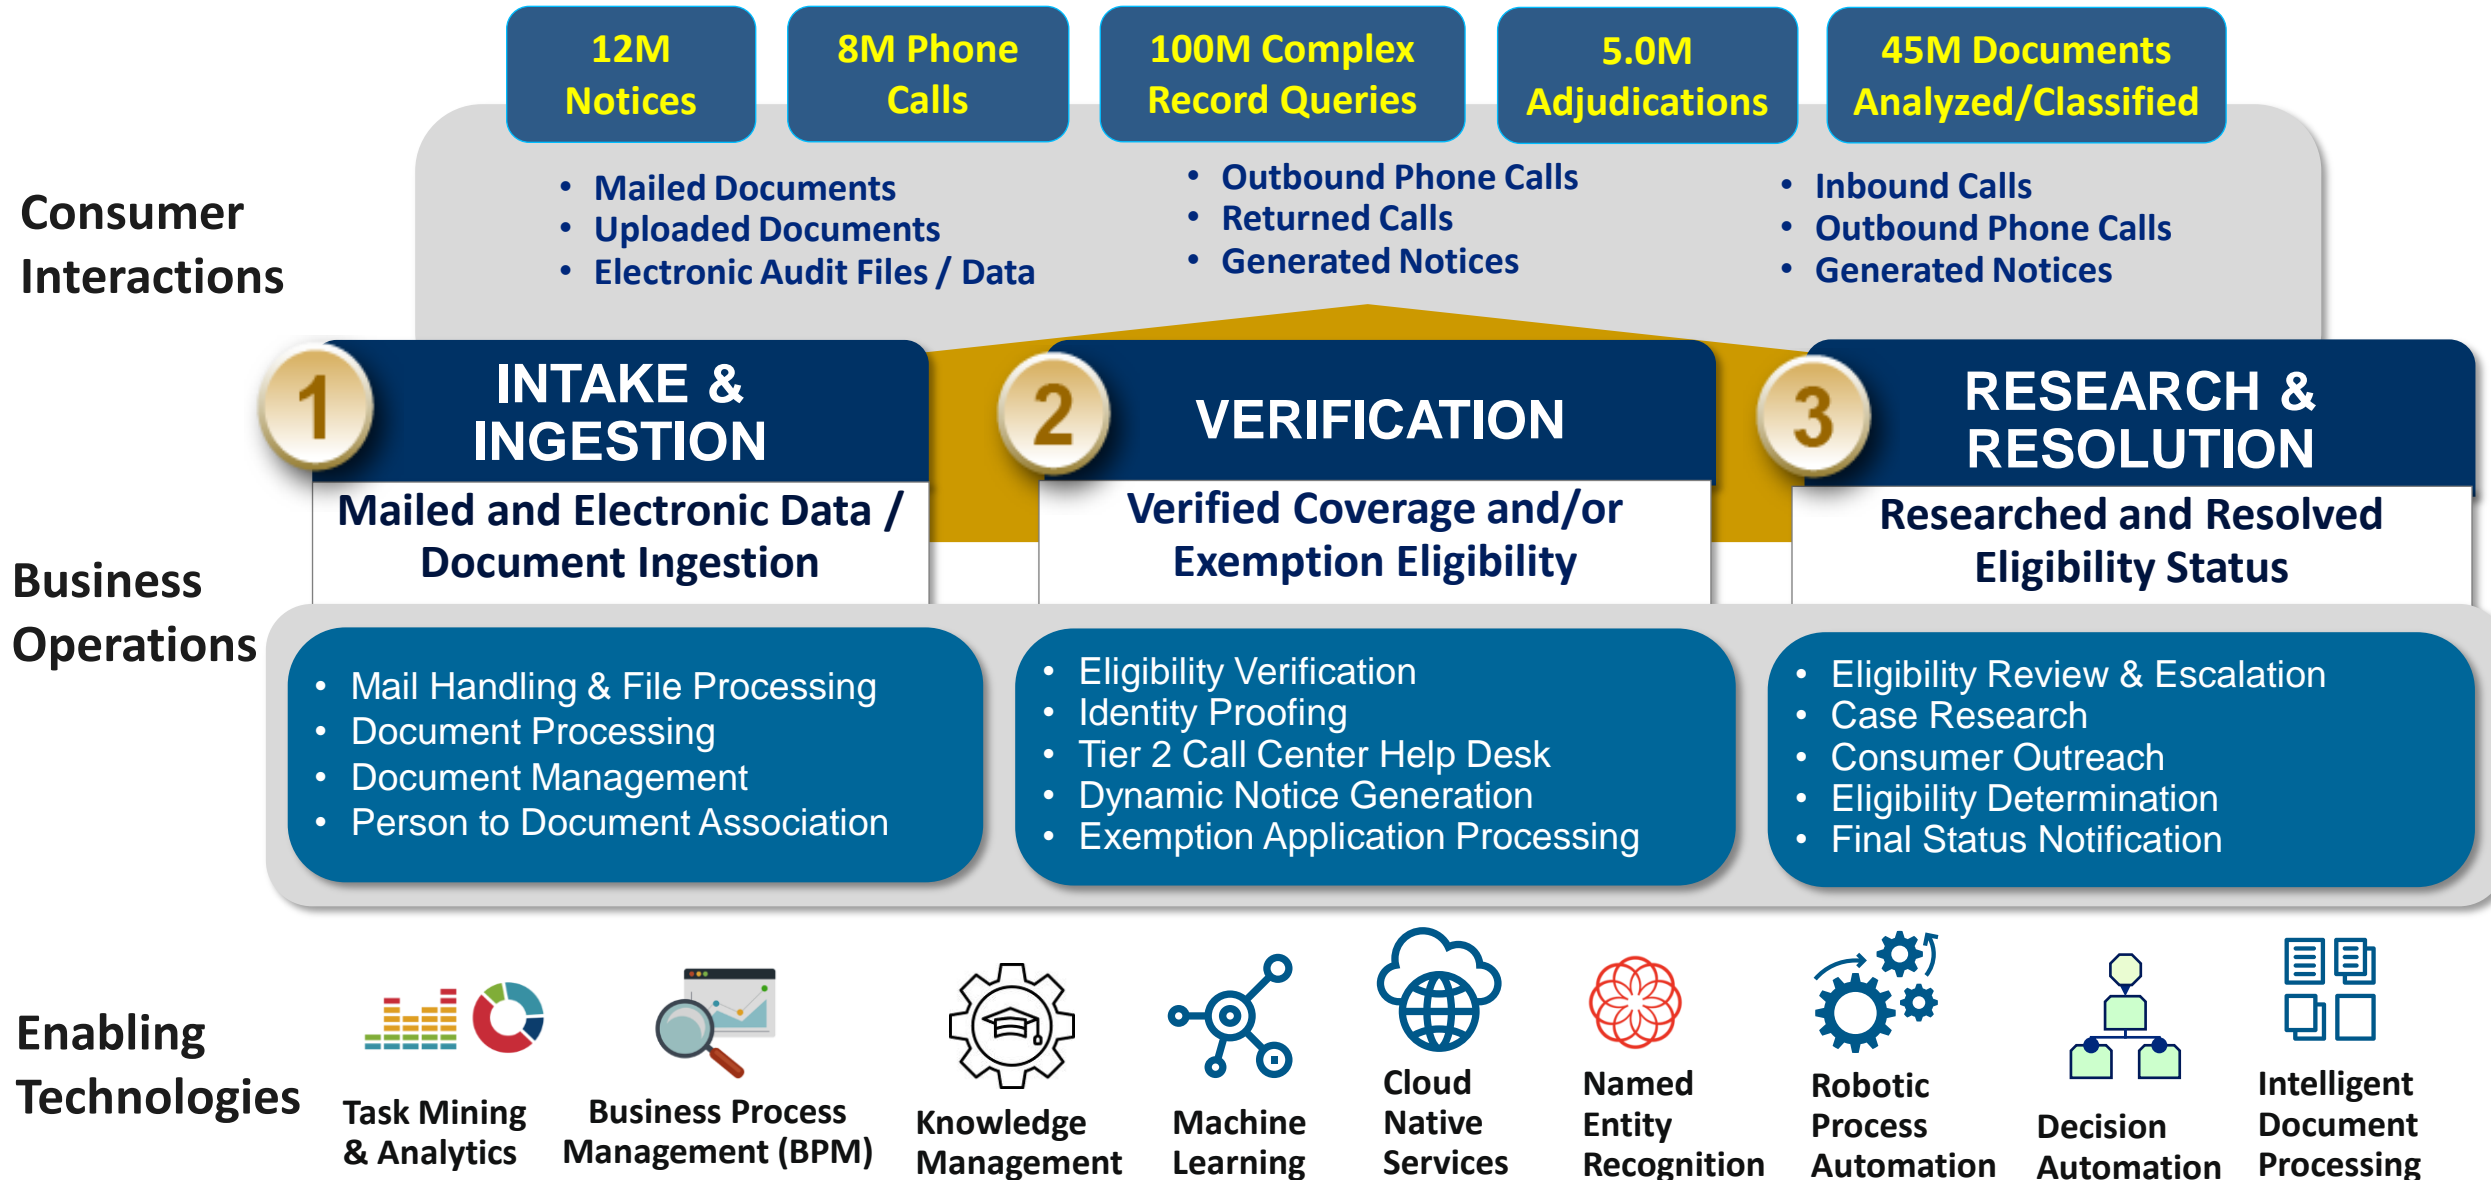 12M
Notices
8M Phone
Calls
100M Complex
Record Queries
5.0M
Adjudications
45M Documents
Analyzed/Classified
Consumer
Interactions
• Mailed Documents
• Uploaded Documents
• Electronic Audit Files / Data
• Outbound Phone Calls
• Returned Calls
• Generated Notices
• Inbound Calls
• Outbound Phone Calls
• Generated Notices
Business
Operations
1
INTAKE &
INGESTION
Mailed and Electronic Data /
Document Ingestion
• Mail Handling & File Processing
• Document Processing
• Document Management
• Person to Document Association
2
VERIFICATION
Verified Coverage and/or
Exemption Eligibility
• Eligibility Verification
• Identity Proofing
• Tier 2 Call Center Help Desk
• Dynamic Notice Generation
• Exemption Application Processing
3
RESEARCH &
RESOLUTION
Researched and Resolved
Eligibility Status
• Eligibility Review & Escalation
• Case Research
• Consumer Outreach
• Eligibility Determination
• Final Status Notification
Enabling
Technologies
Task Mining
& Analytics
Business Process
Management (BPM)
Knowledge
Management
Machine
Learning
Cloud
Native
Services
Named
Entity
Recognition
Robotic
Process
Automation
Decision
Automation
Intelligent
Document
Processing